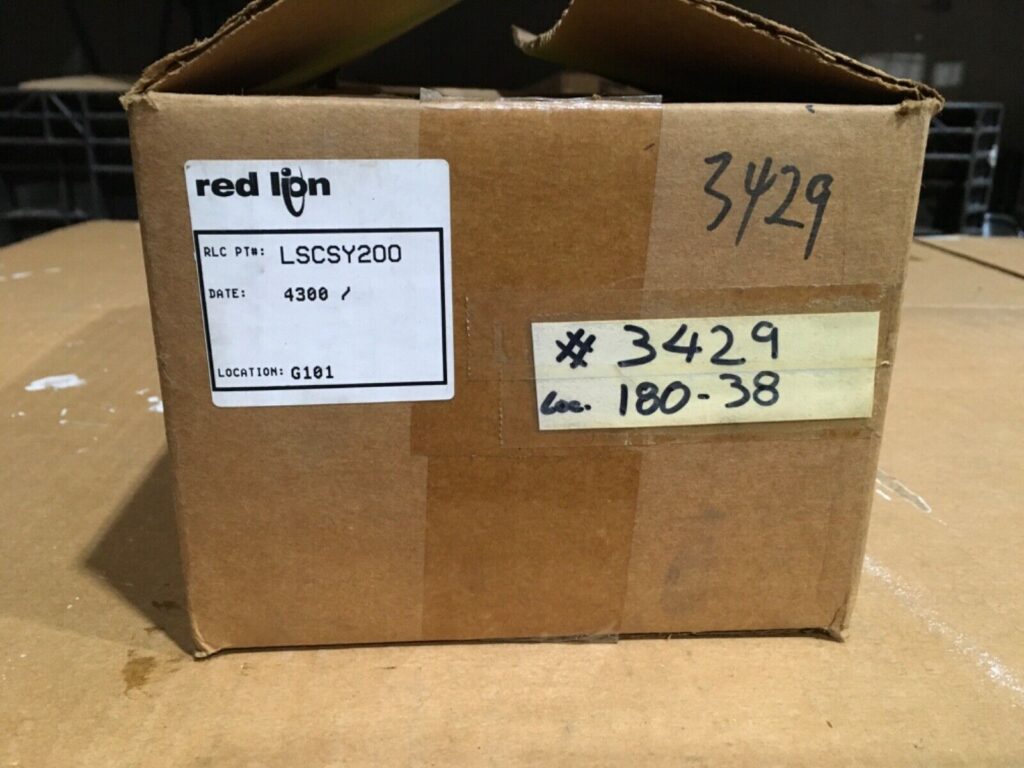 red lion
RLC PT#: LSCSY200
DATE: 4300 /
LOCATION: G101
3429
# 3429
Loc. 180-38